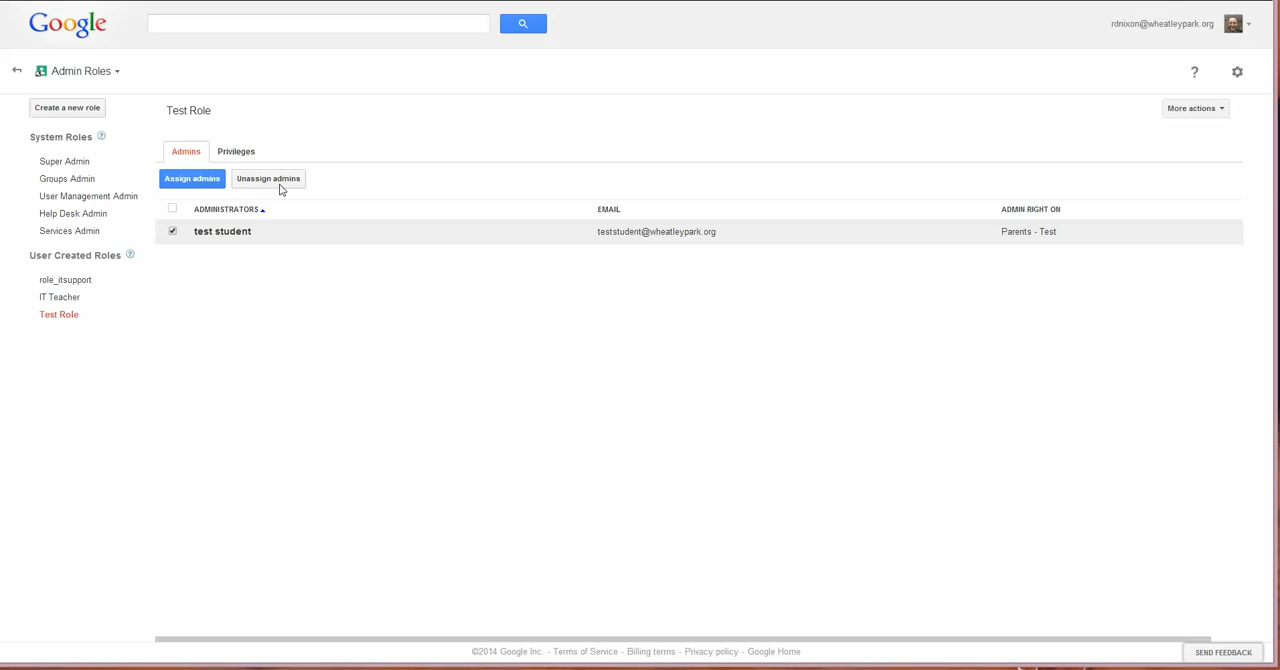 Google
rdnixon@wheatleypark.org
Admin Roles
?
Create a new role
Test Role
More actions
System Roles ?
Admins Privileges
Super Admin
Assign admins Unassign admins
Groups Admin
User Management Admin
ADMINISTRATORS EMAIL ADMIN RIGHT ON
Help Desk Admin
test student teststudent@wheatleypark.org Parents - Test
Services Admin
User Created Roles ?
role_itsupport
IT Teacher
Test Role
©2014 Google Inc. - Terms of Service - Billing terms - Privacy policy - Google Home
SEND FEEDBACK